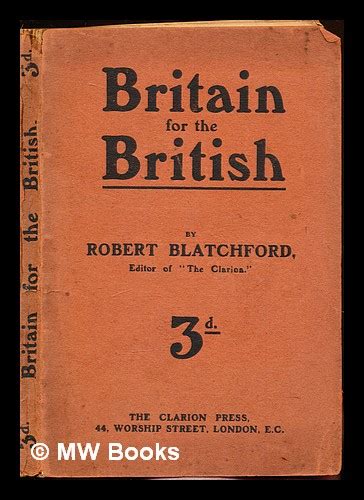 Britain
for the
British
BY
ROBERT BLATCHFORD,
Editor of "The Clarion."
3d.
THE CLARION PRESS,
44, WORSHIP STREET, LONDON, E.C.
3d. Britain for the British. 3d.
© MW Books